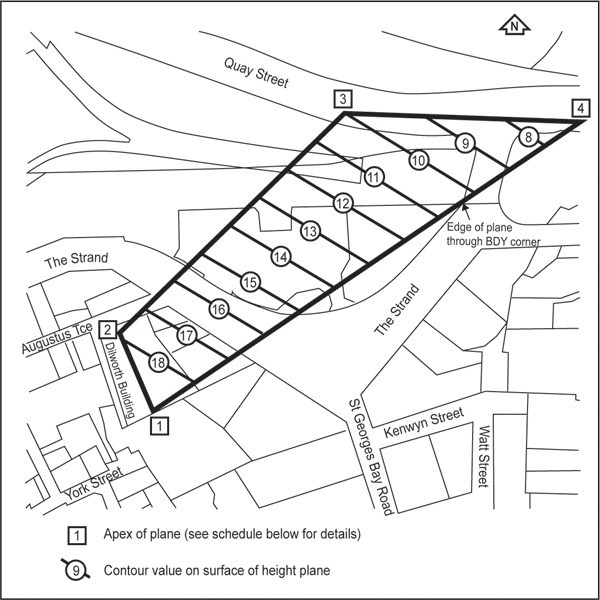 N
Quay Street
3
4
8
9
10
11
12
Edge of plane
through BDY corner
13
The Strand
14
15
The Strand
16
2
17
Augustus Tce
18
Dilworth Building
1
St Georges Bay Road
Kenwyn Street
Watt Street
York Street
1 Apex of plane (see schedule below for details)
9 Contour value on surface of height plane